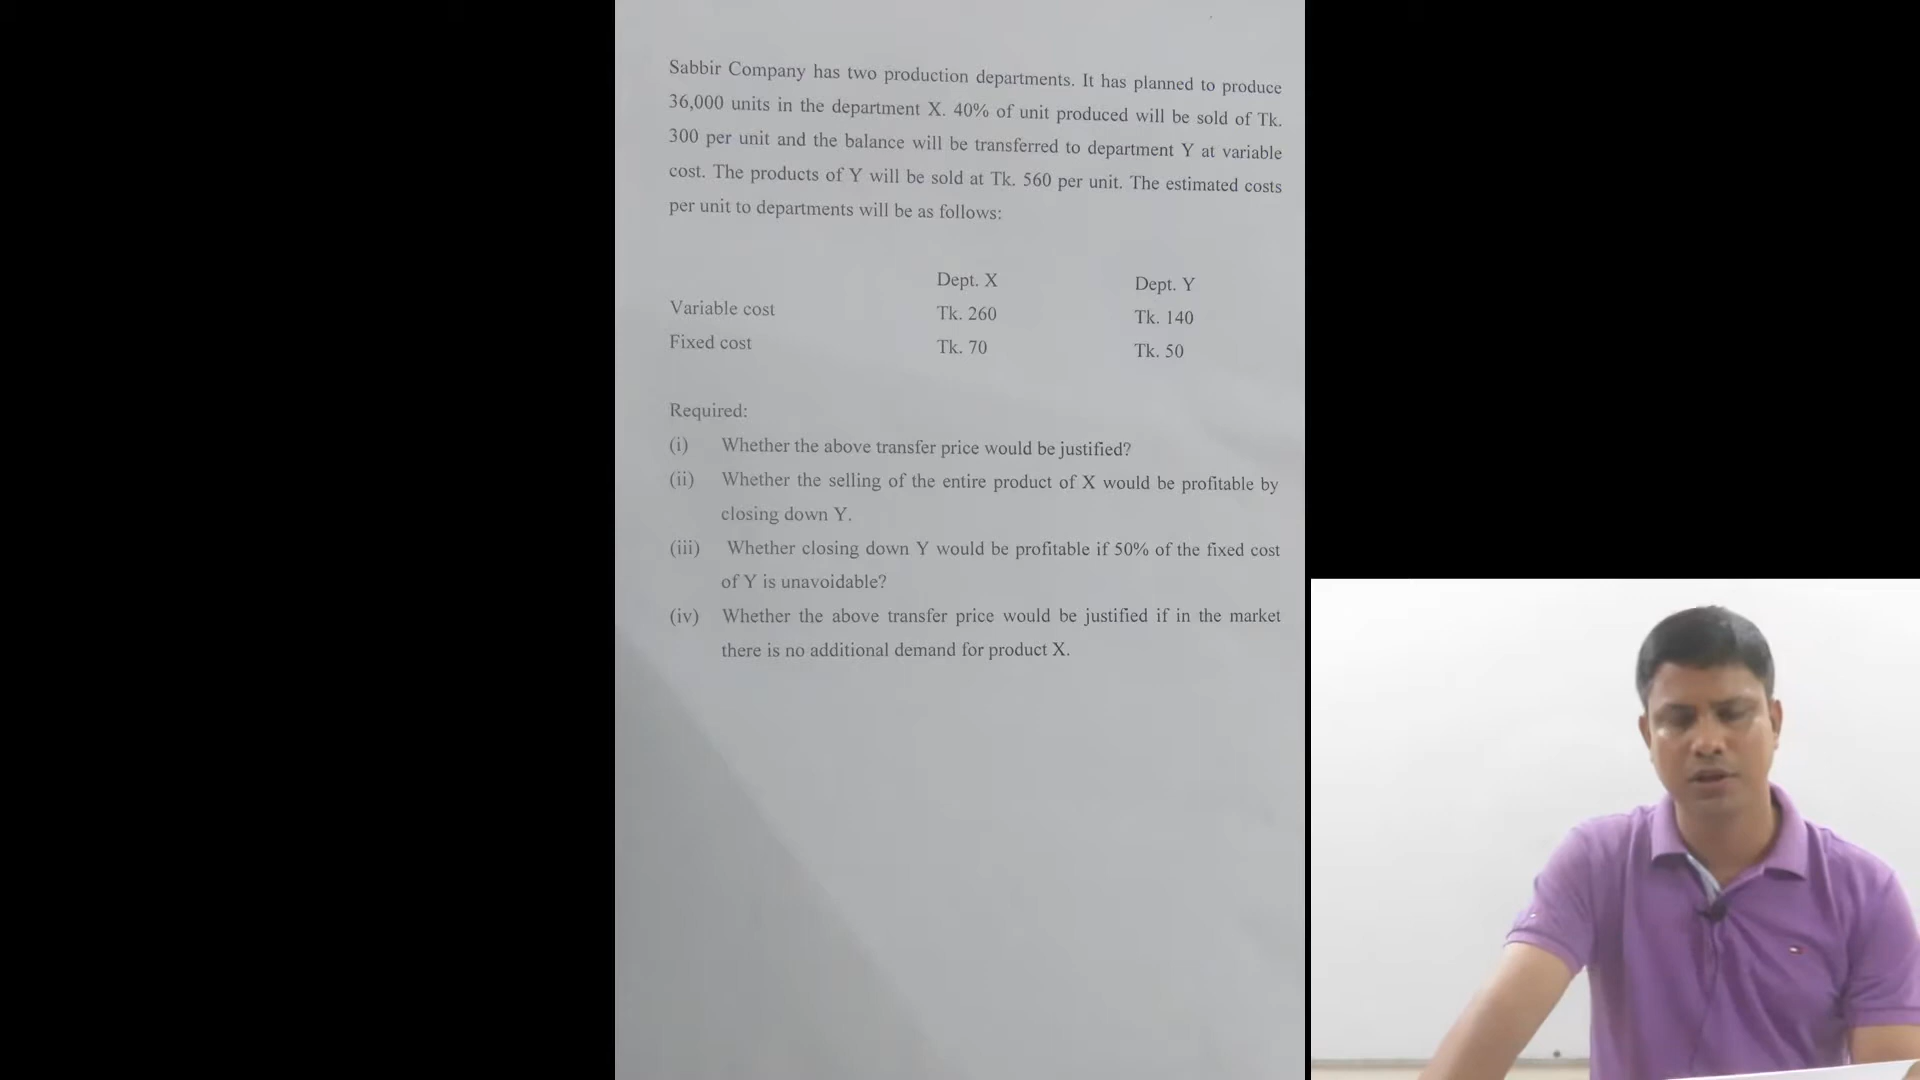 Sabbir Company has two production departments. It has planned to produce
36,000 units in the department X. 40% of unit produced will be sold of Tk.
300 per unit and the balance will be transferred to department Y at variable
cost. The products of Y will be sold at Tk. 560 per unit. The estimated costs
per unit to departments will be as follows:
Dept. X Dept. Y
Variable cost Tk. 260 Tk. 140
Fixed cost Tk. 70 Tk. 50
Required:
(i) Whether the above transfer price would be justified?
(ii) Whether the selling of the entire product of X would be profitable by
closing down Y.
(iii) Whether closing down Y would be profitable if 50% of the fixed cost
of Y is unavoidable?
(iv) Whether the above transfer price would be justified if in the market
there is no additional demand for product X.